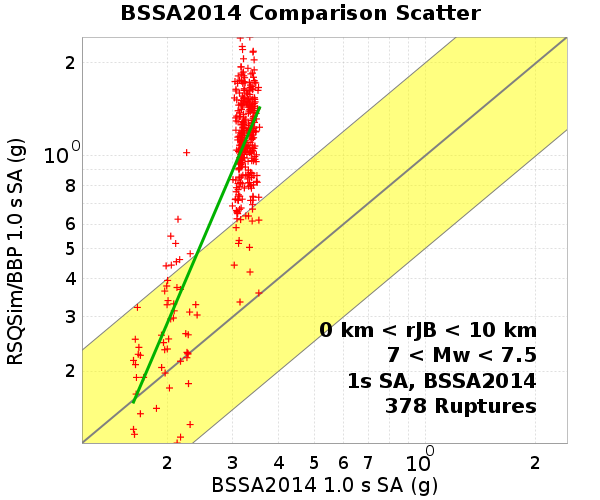 BSSA2014 Comparison Scatter
RSQSim/BBP 1.0 s SA (g)
2
10⁰
8
6
5
4
3
2
0 km < rJB < 10 km
7 < Mw < 7.5
1s SA, BSSA2014
378 Ruptures
2 3 4 5 6 7 10⁰ 2
BSSA2014 1.0 s SA (g)